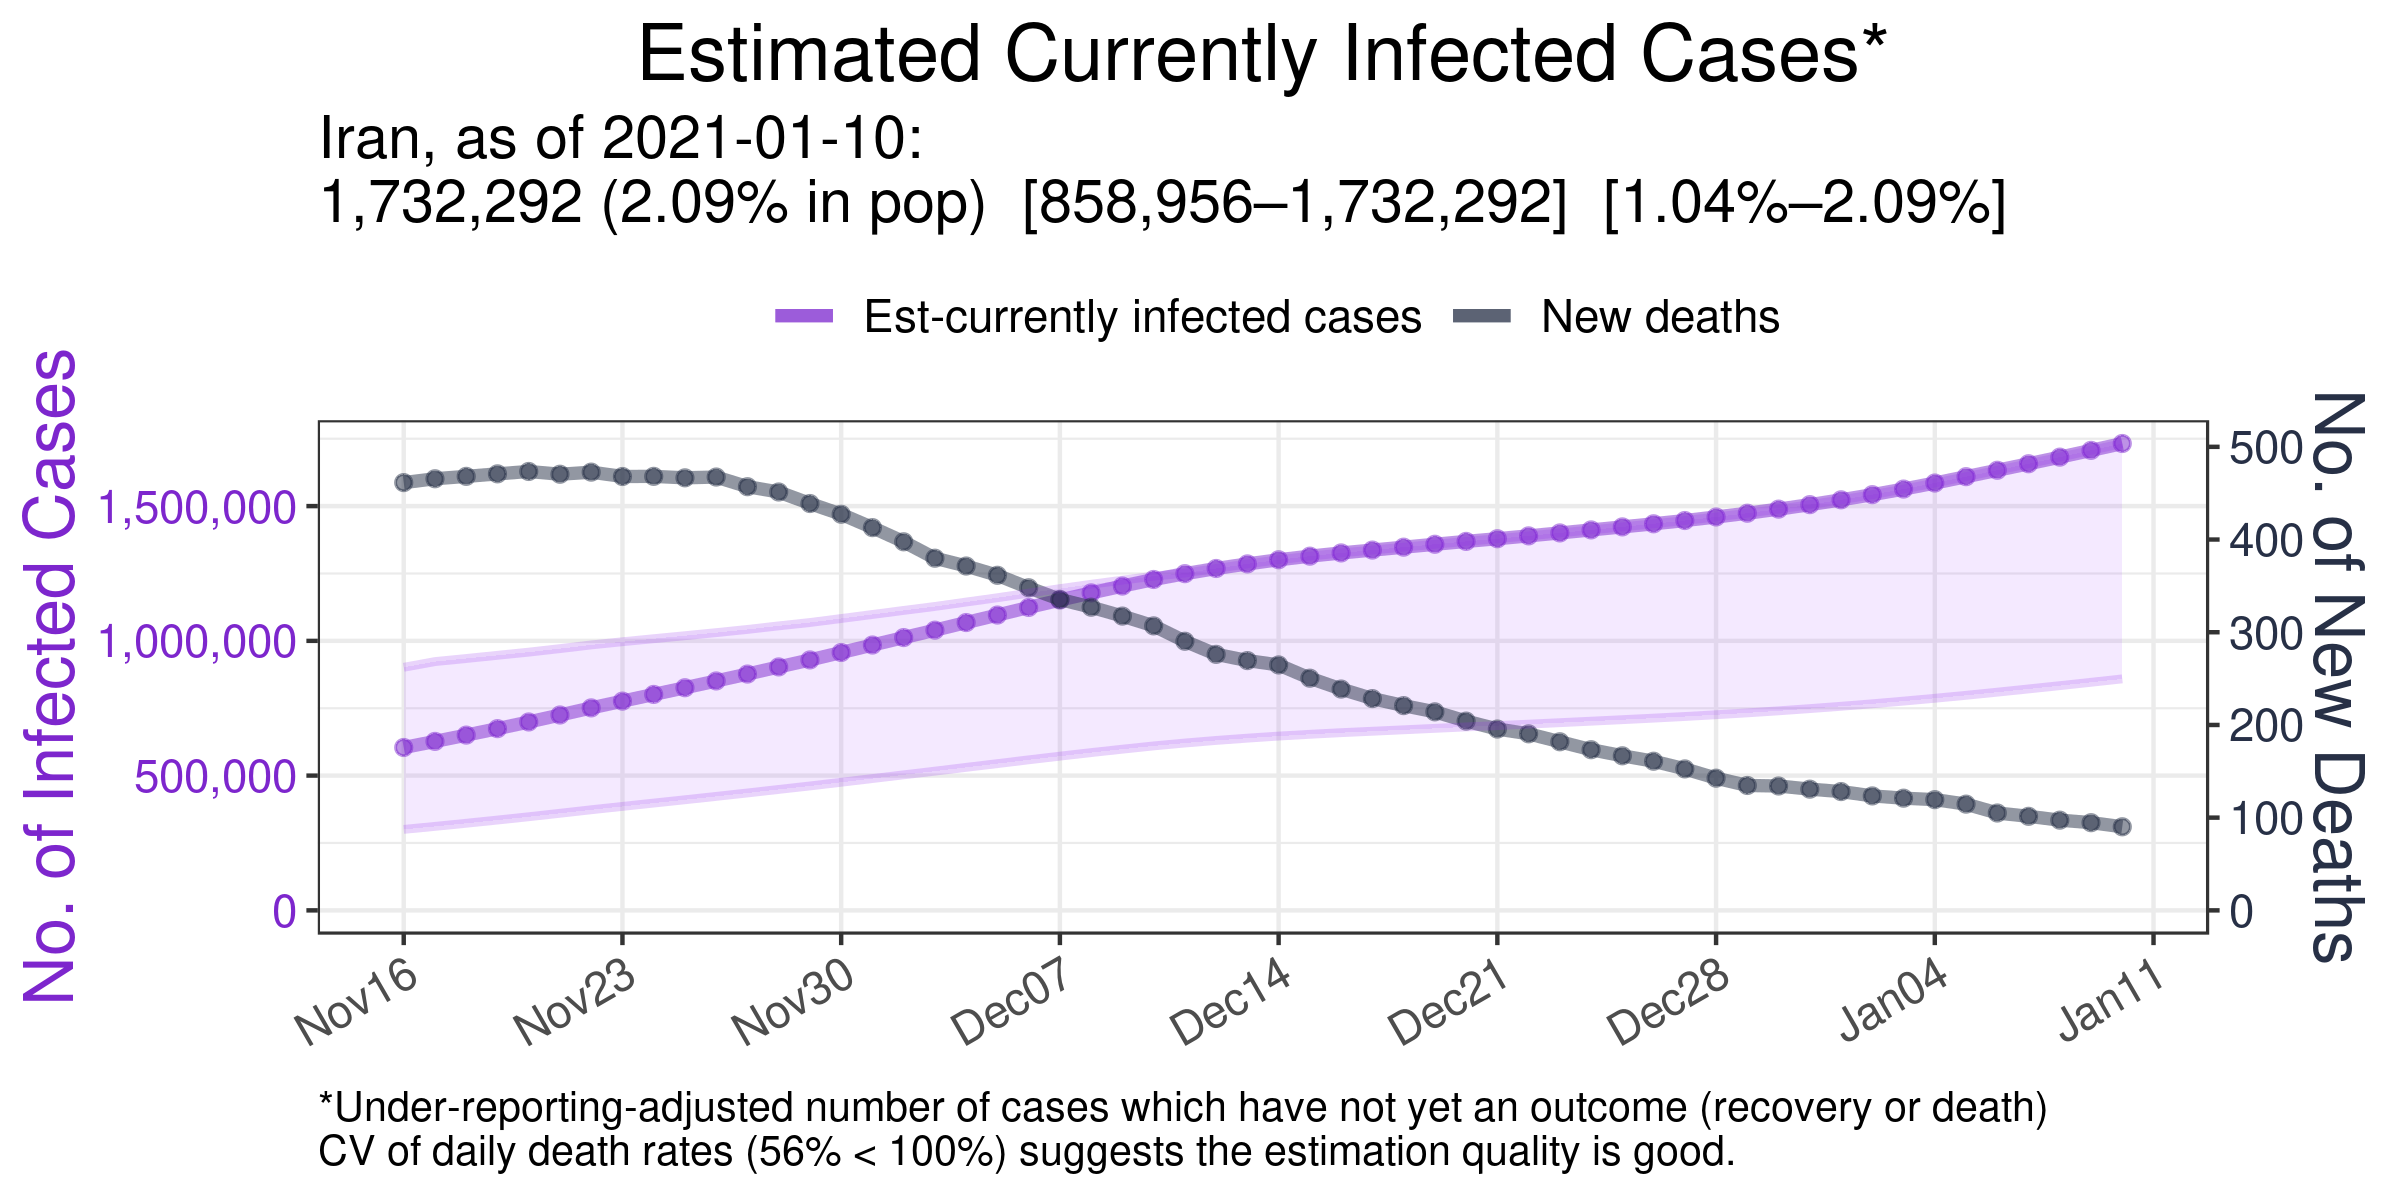 Estimated Currently Infected Cases*
Iran, as of 2021-01-10:
1,732,292 (2.09% in pop)  [858,956–1,732,292]  [1.04%–2.09%]
Est-currently infected cases
New deaths
No. of Infected Cases
1,500,000
1,000,000
500,000
0
No. of New Deaths
500
400
300
200
100
0
Nov16
Nov23
Nov30
Dec07
Dec14
Dec21
Dec28
Jan04
Jan11
*Under-reporting-adjusted number of cases which have not yet an outcome (recovery or death)
CV of daily death rates (56% < 100%) suggests the estimation quality is good.